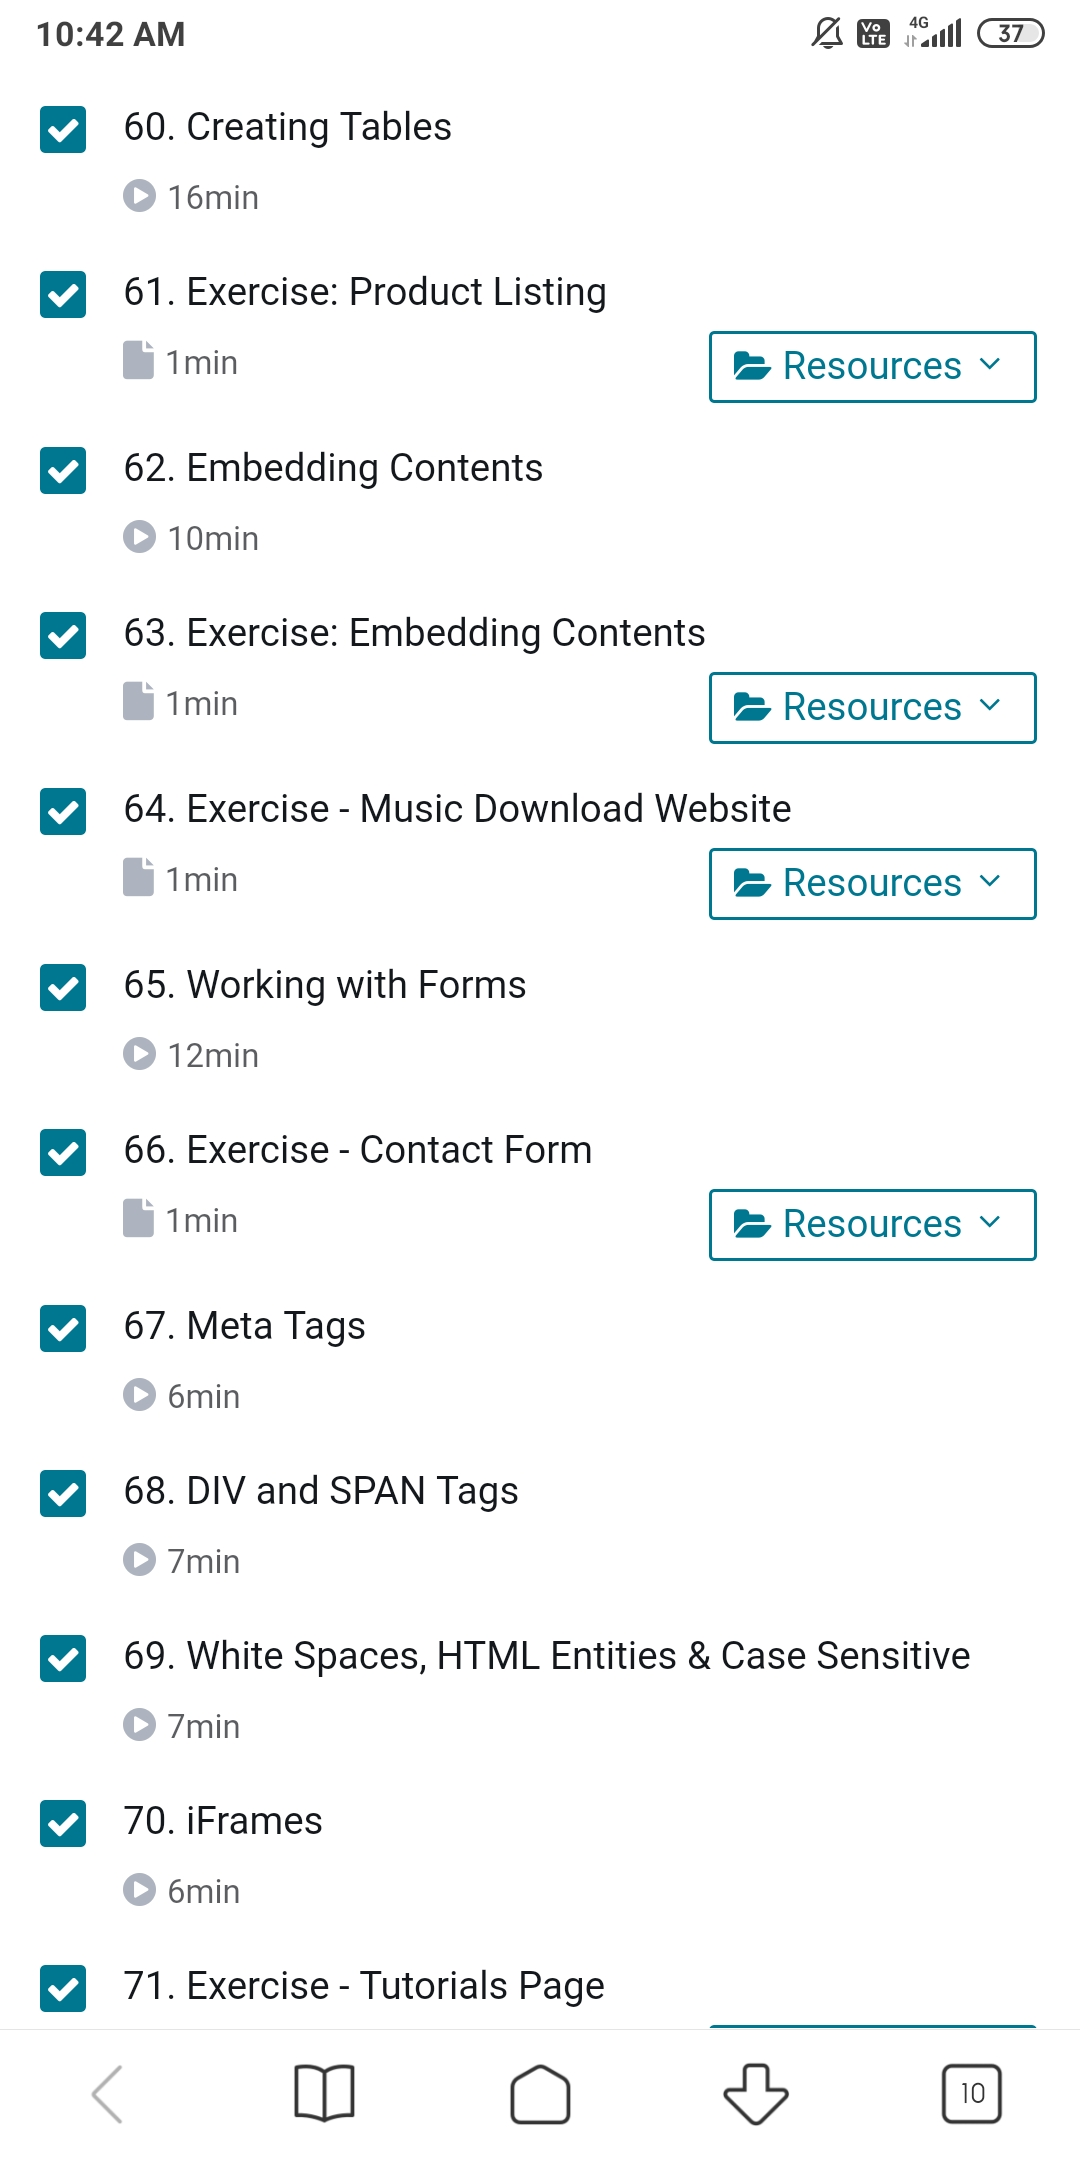 10:42 AM
Vo LTE
4G
37
60. Creating Tables
16min
61. Exercise: Product Listing
1min
Resources
62. Embedding Contents
10min
63. Exercise: Embedding Contents
1min
Resources
64. Exercise - Music Download Website
1min
Resources
65. Working with Forms
12min
66. Exercise - Contact Form
1min
Resources
67. Meta Tags
6min
68. DIV and SPAN Tags
7min
69. White Spaces, HTML Entities & Case Sensitive
7min
70. iFrames
6min
71. Exercise - Tutorials Page
10